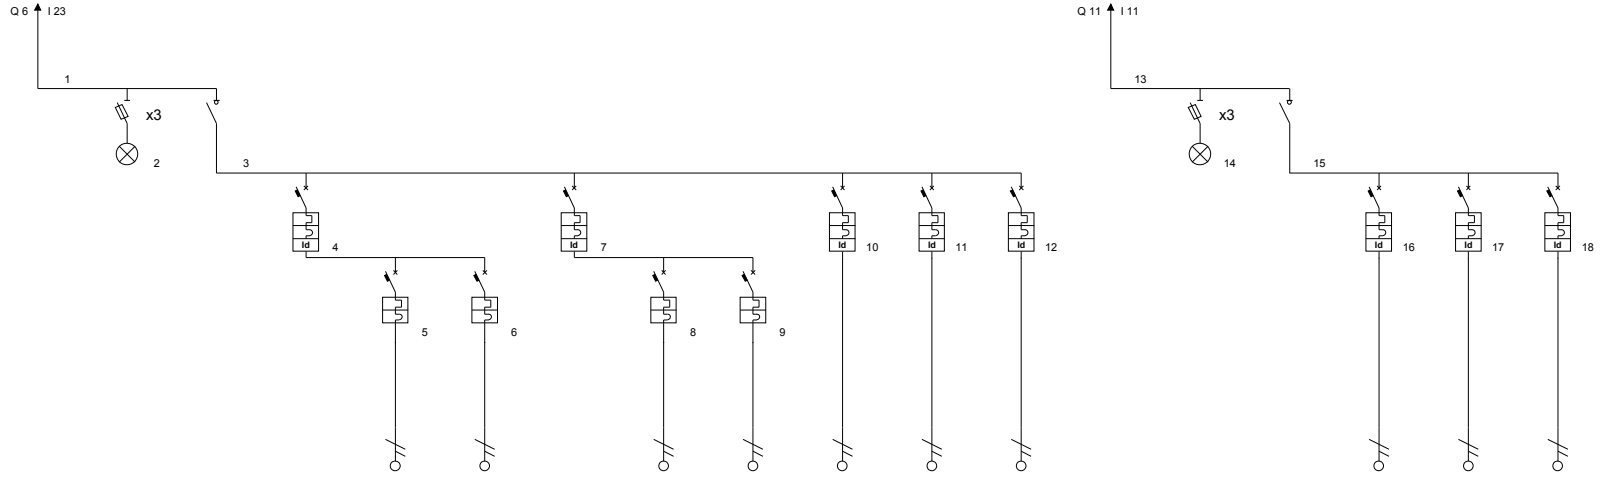 Q 6 I 23 Q 11 I 11
1 13
x3 x3
2 3 14 15
Id Id Id Id Id Id Id Id
4 7 10 11 12 16 17 18
5 6 8 9